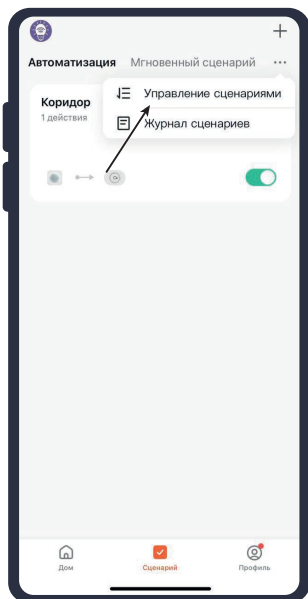 Автоматизация Мгновенный сценарий ...
Управление сценариями
Коридор
1 действия
Журнал сценариев
Дом Сценарий Профиль